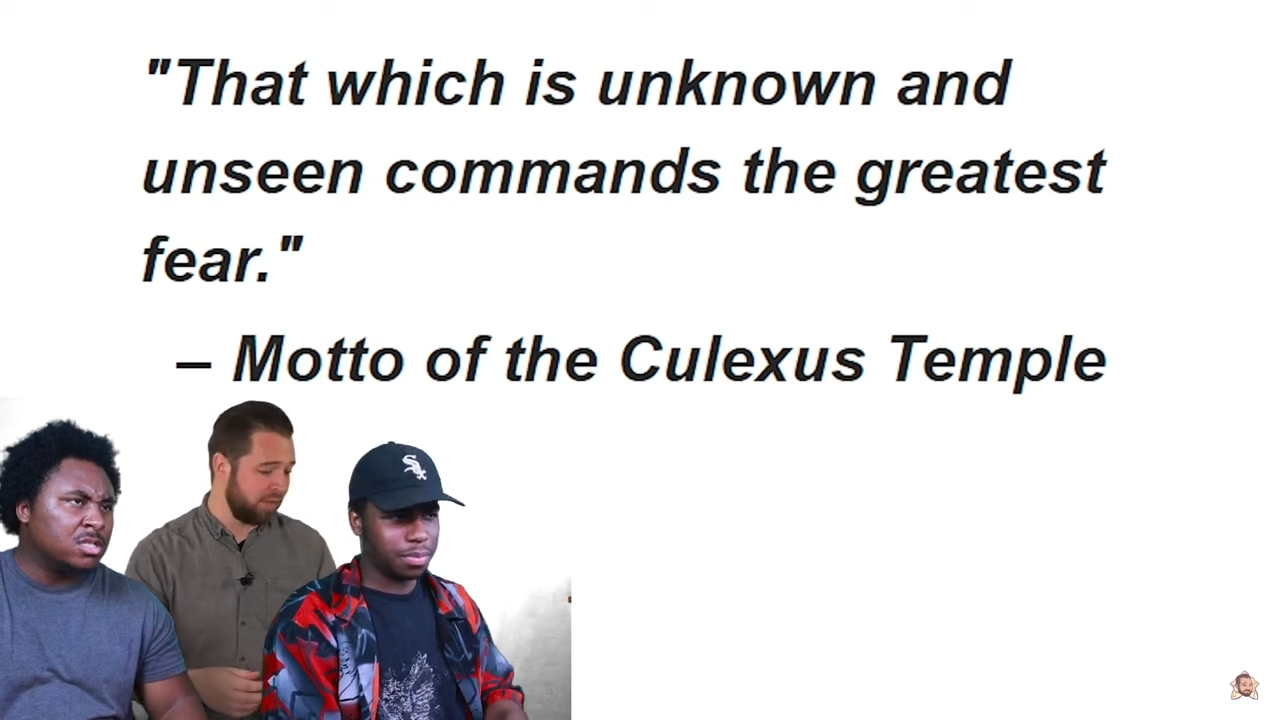 "That which is unknown and
unseen commands the greatest
fear."
– Motto of the Culexus Temple